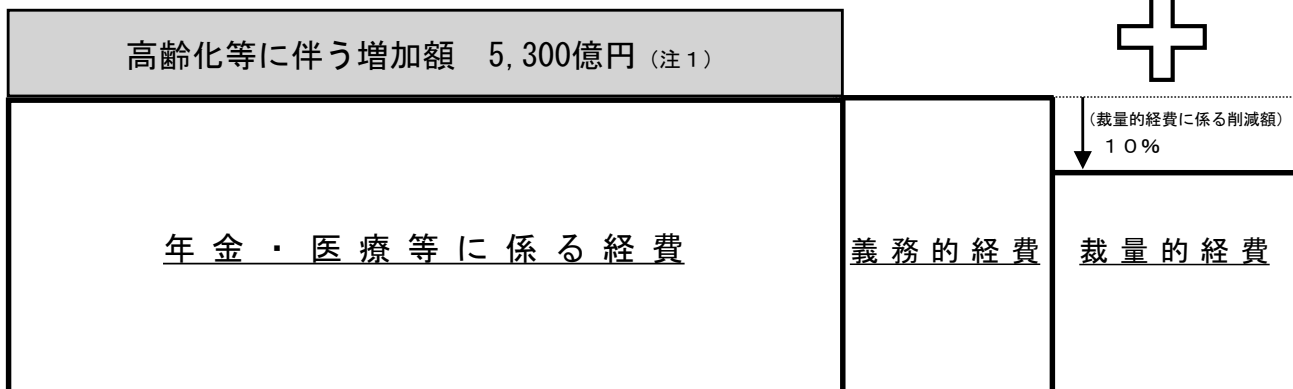 高齢化等に伴う増加額　5,300億円（注１）
（裁量的経費に係る削減額）
１０％
年金・医療等に係る経費
義務的経費
裁量的経費